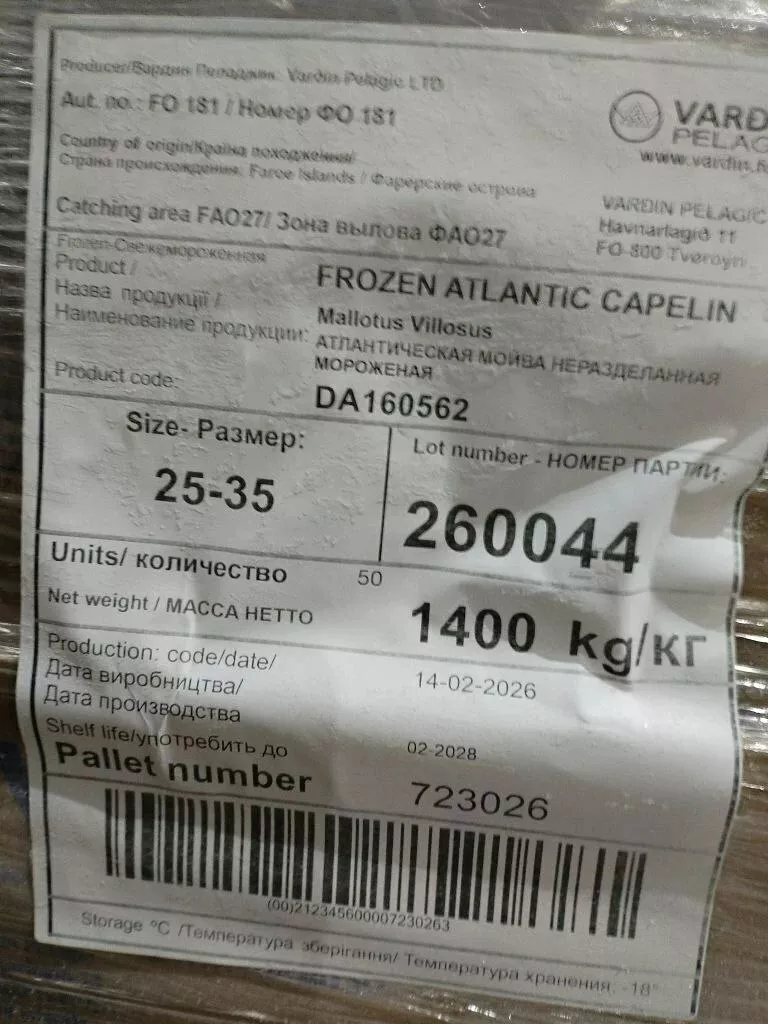 Producer/Вардин Пеладжик: Vardin Pelagic LTD
Aut. no.: FO 181 / Номер ФО 181
VARD
PELAG
www.vardin.f
Country of origin/Країна походження/
Страна происхождения: Faroe Islands / Фарерские острова
VARDIN PELAGIC
Havnarlagið 11
FO-800 Tvøroyri
Catching area FAO27/ Зона вылова ФАО27
Frozen-Свежемороженная
Product /
Назва продукції /
Наименование продукции:
FROZEN ATLANTIC CAPELIN
Mallotus Villosus
АТЛАНТИЧЕСКАЯ МОЙВА НЕРАЗДЕЛАННАЯ
МОРОЖЕНАЯ
Product code:
DA160562
Size- Размер:
25-35
Lot number - НОМЕР ПАРТИИ:
260044
Units/ количество 50
Net weight / МАССА НЕТТО 1400 kg/кг
Production: code/date/
Дата виробництва/
Дата производства
14-02-2026
Shelf life/употребить до 02-2028
Pallet number 723026
(00)212345600007230263
Storage °C /Температура зберігання/ Температура хранения: -18°